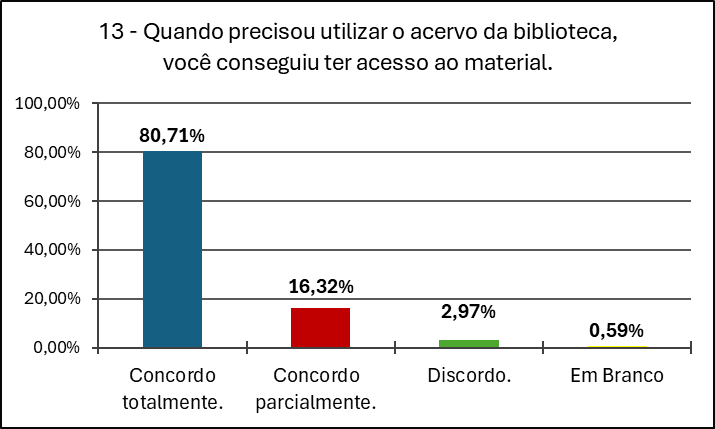 13 - Quando precisou utilizar o acervo da biblioteca,
você conseguiu ter acesso ao material.
100,00%
80,00%
60,00%
40,00%
20,00%
0,00%
80,71%
16,32%
2,97%
0,59%
Concordo
totalmente.
Concordo
parcialmente.
Discordo.
Em Branco